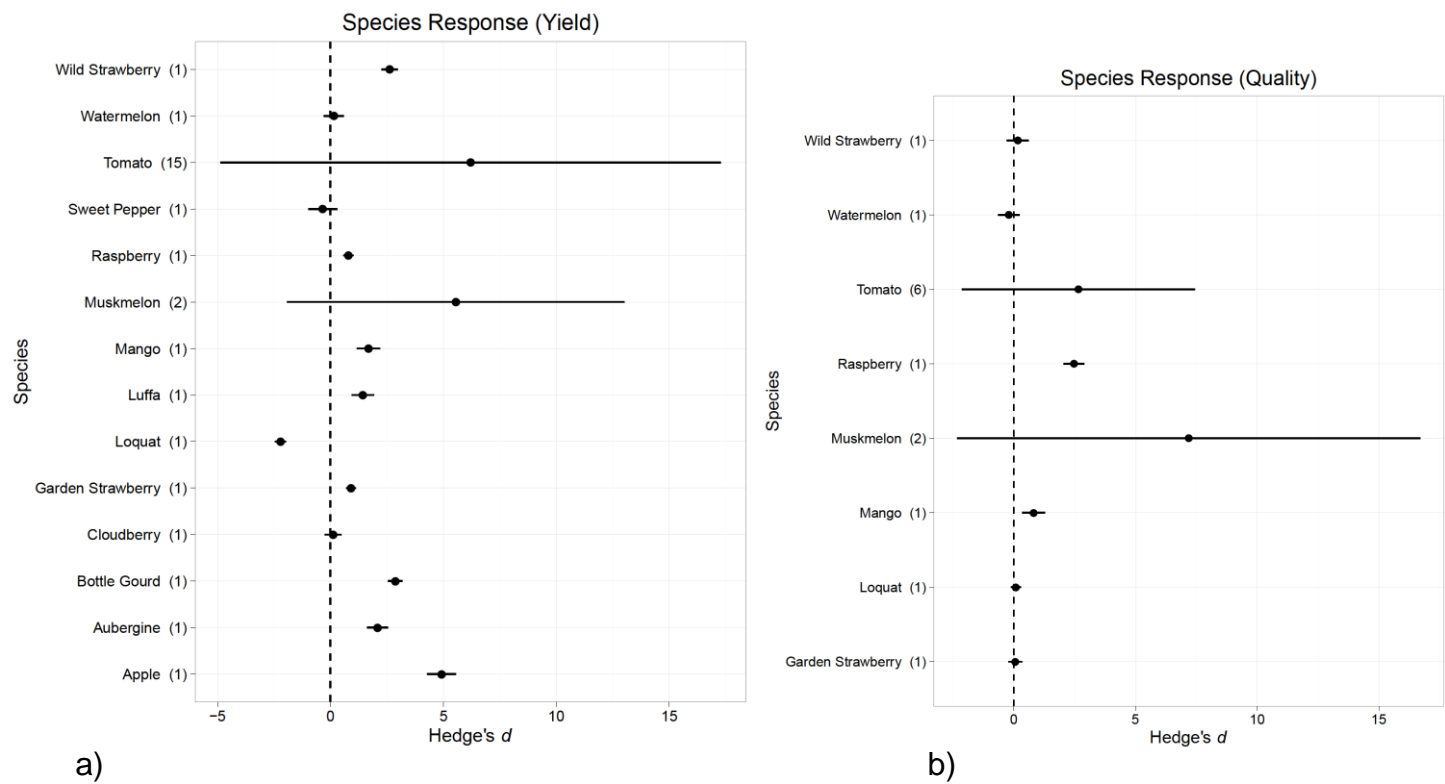 Species Response (Yield)
Species
Wild Strawberry (1)
Watermelon (1)
Tomato (15)
Sweet Pepper (1)
Raspberry (1)
Muskmelon (2)
Mango (1)
Luffa (1)
Loquat (1)
Garden Strawberry (1)
Cloudberry (1)
Bottle Gourd (1)
Aubergine (1)
Apple (1)
−5 0 5 10 15
Hedge's d
a)
Species Response (Quality)
Species
Wild Strawberry (1)
Watermelon (1)
Tomato (6)
Raspberry (1)
Muskmelon (2)
Mango (1)
Loquat (1)
Garden Strawberry (1)
0 5 10 15
Hedge's d
b)